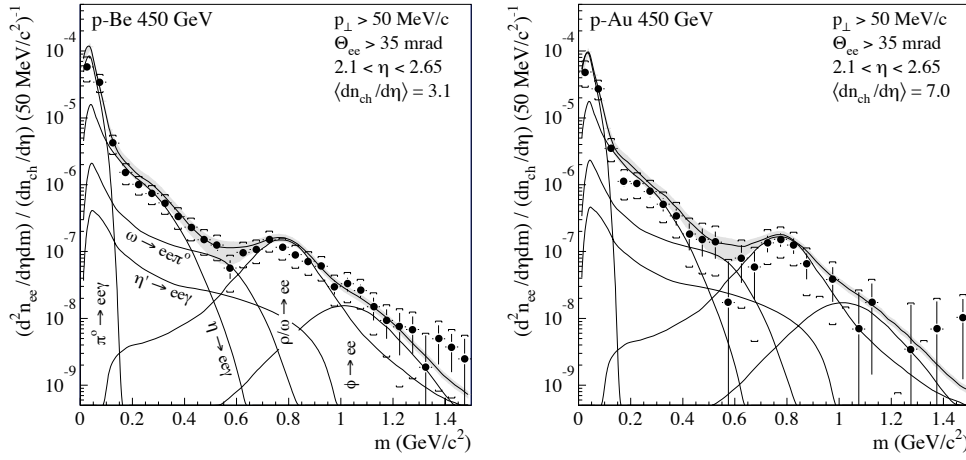 p-Be 450 GeV
p⊥ > 50 MeV/c
Θee > 35 mrad
2.1 < η < 2.65
⟨dnch/dη⟩ = 3.1
(d²nee/dηdm) / (dnch/dη) (50 MeV/c²)⁻¹
10⁻⁴
10⁻⁵
10⁻⁶
10⁻⁷
10⁻⁸
10⁻⁹
π° → eeγ
ω → eeπ°
η' → eeγ
η → eeγ
ρ/ω → ee
φ → ee
0 0.2 0.4 0.6 0.8 1 1.2 1.4
m (GeV/c²)
p-Au 450 GeV
p⊥ > 50 MeV/c
Θee > 35 mrad
2.1 < η < 2.65
⟨dnch/dη⟩ = 7.0
(d²nee/dηdm) / (dnch/dη) (50 MeV/c²)⁻¹
10⁻⁴
10⁻⁵
10⁻⁶
10⁻⁷
10⁻⁸
10⁻⁹
0 0.2 0.4 0.6 0.8 1 1.2 1.4
m (GeV/c²)